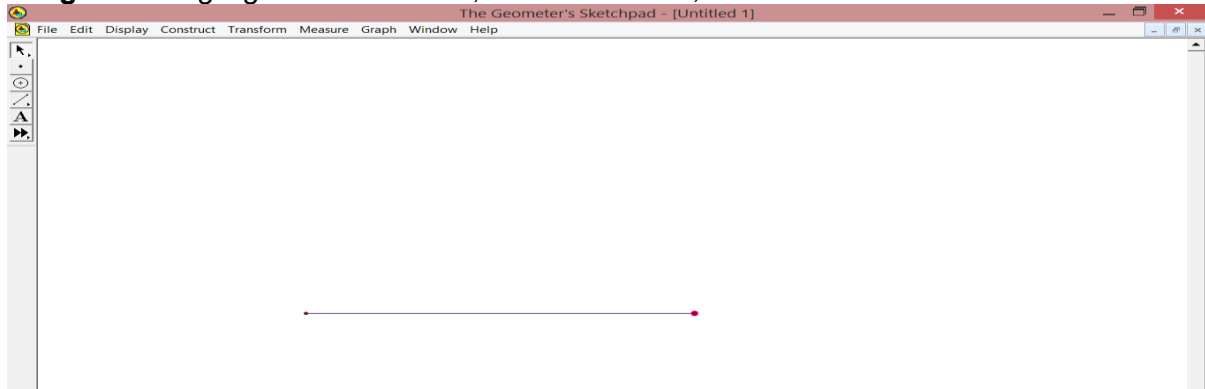 The Geometer's Sketchpad - [Untitled 1]
File Edit Display Construct Transform Measure Graph Window Help
A